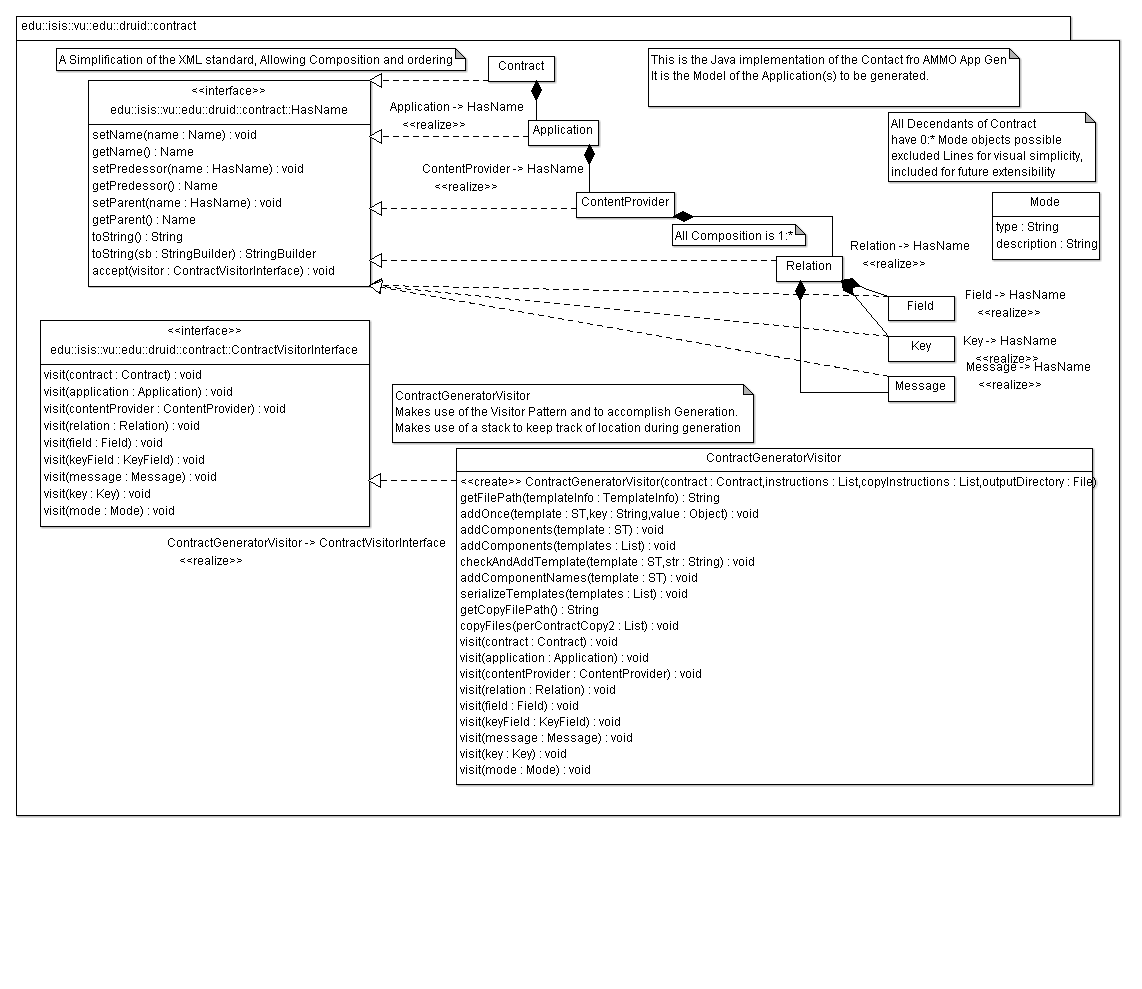 edu::isis::vu::edu::druid::contract
A Simplification of the XML standard, Allowing Composition and ordering
Contract
This is the Java implementation of the Contact fro AMMO App Gen
It is the Model of the Application(s) to be generated.
<<interface>>
edu::isis::vu::edu::druid::contract::HasName
setName(name : Name) : void
getName() : Name
setPredessor(name : HasName) : void
getPredessor() : Name
setParent(name : HasName) : void
getParent() : Name
toString() : String
toString(sb : StringBuilder) : StringBuilder
accept(visitor : ContractVisitorInterface) : void
Application -> HasName
<<realize>>
Application
ContentProvider -> HasName
<<realize>>
ContentProvider
All Decendants of Contract
have 0:* Mode objects possible
excluded Lines for visual simplicity,
included for future extensibility
Mode
type : String
description : String
All Composition is 1:*
Relation -> HasName
<<realize>>
Relation
Field
Field -> HasName
<<realize>>
Key
Key -> HasName
<<realize>>
Message
Message -> HasName
<<realize>>
<<interface>>
edu::isis::vu::edu::druid::contract::ContractVisitorInterface
visit(contract : Contract) : void
visit(application : Application) : void
visit(contentProvider : ContentProvider) : void
visit(relation : Relation) : void
visit(field : Field) : void
visit(keyField : KeyField) : void
visit(message : Message) : void
visit(key : Key) : void
visit(mode : Mode) : void
ContractGeneratorVisitor
Makes use of the Visitor Pattern and to accomplish Generation.
Makes use of a stack to keep track of location during generation
ContractGeneratorVisitor -> ContractVisitorInterface
<<realize>>
ContractGeneratorVisitor
<<create>> ContractGeneratorVisitor(contract : Contract,instructions : List,copyInstructions : List,outputDirectory : File)
getFilePath(templateInfo : TemplateInfo) : String
addOnce(template : ST,key : String,value : Object) : void
addComponents(template : ST) : void
addComponents(templates : List) : void
checkAndAddTemplate(template : ST,str : String) : void
addComponentNames(template : ST) : void
serializeTemplates(templates : List) : void
getCopyFilePath() : String
copyFiles(perContractCopy2 : List) : void
visit(contract : Contract) : void
visit(application : Application) : void
visit(contentProvider : ContentProvider) : void
visit(relation : Relation) : void
visit(field : Field) : void
visit(keyField : KeyField) : void
visit(message : Message) : void
visit(key : Key) : void
visit(mode : Mode) : void